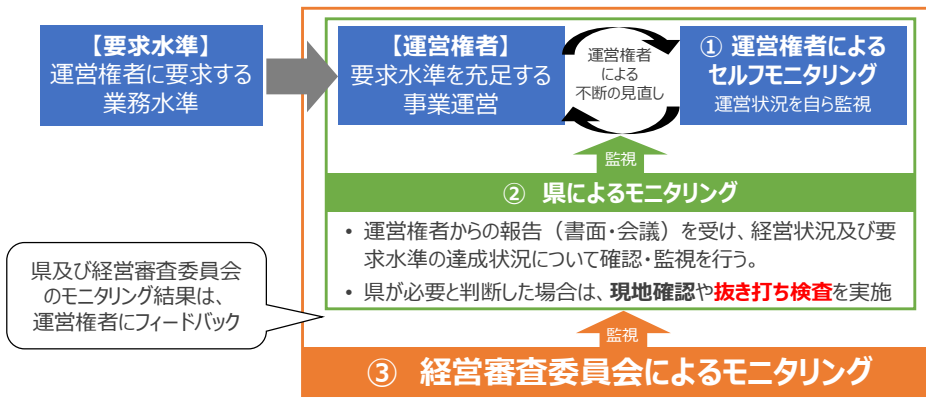 【要求水準】
運営権者に要求する
業務水準
【運営権者】
要求水準を充足する
事業運営
運営権者
による
不断の見直し
① 運営権者による
セルフモニタリング
運営状況を自ら監視
監視
② 県によるモニタリング
• 運営権者からの報告（書面・会議）を受け、経営状況及び要
求水準の達成状況について確認・監視を行う。
• 県が必要と判断した場合は、現地確認や抜き打ち検査を実施
県及び経営審査委員会
のモニタリング結果は、
運営権者にフィードバック
監視
③ 経営審査委員会によるモニタリング